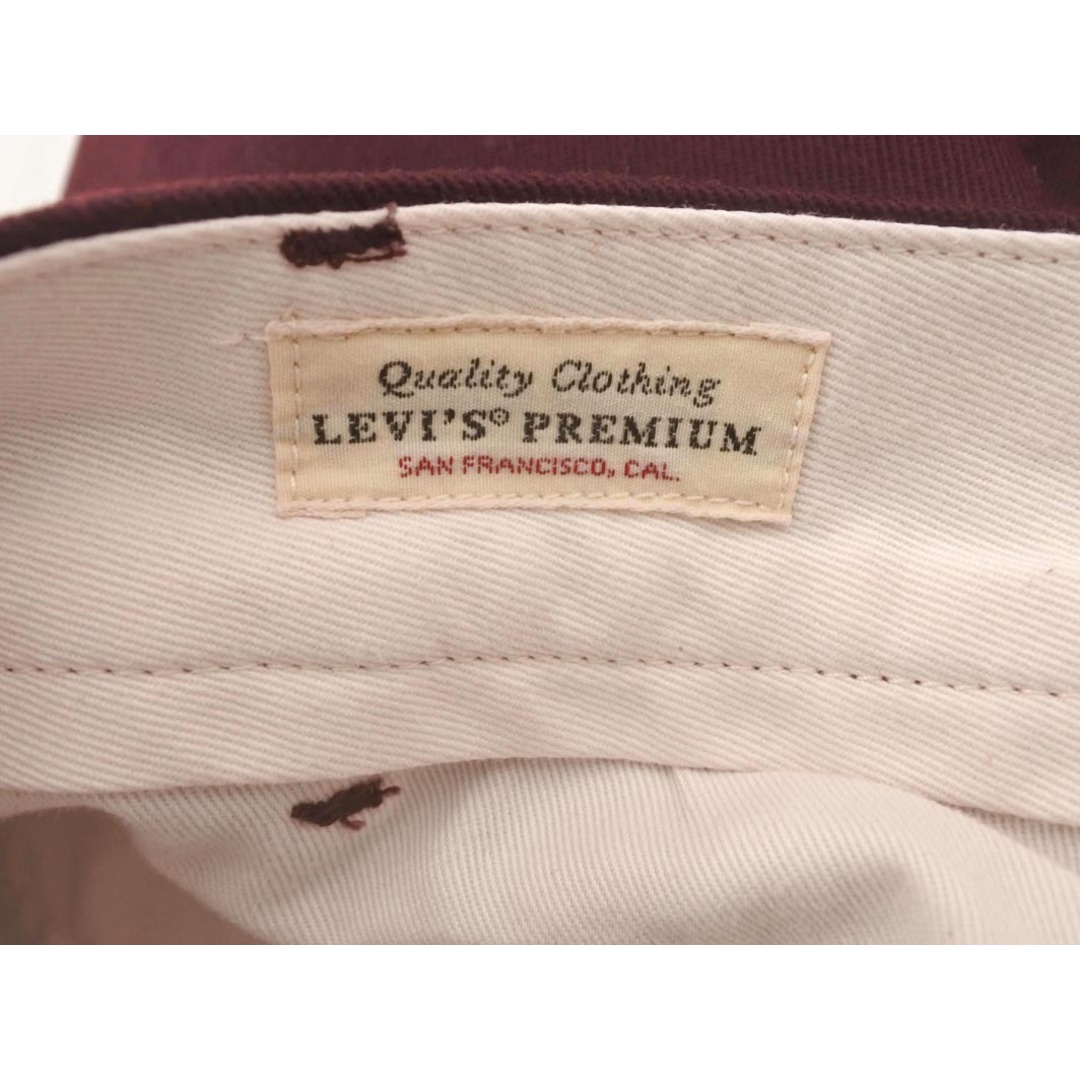 Quality Clothing
LEVI'S® PREMIUM
SAN FRANCISCO, CAL.